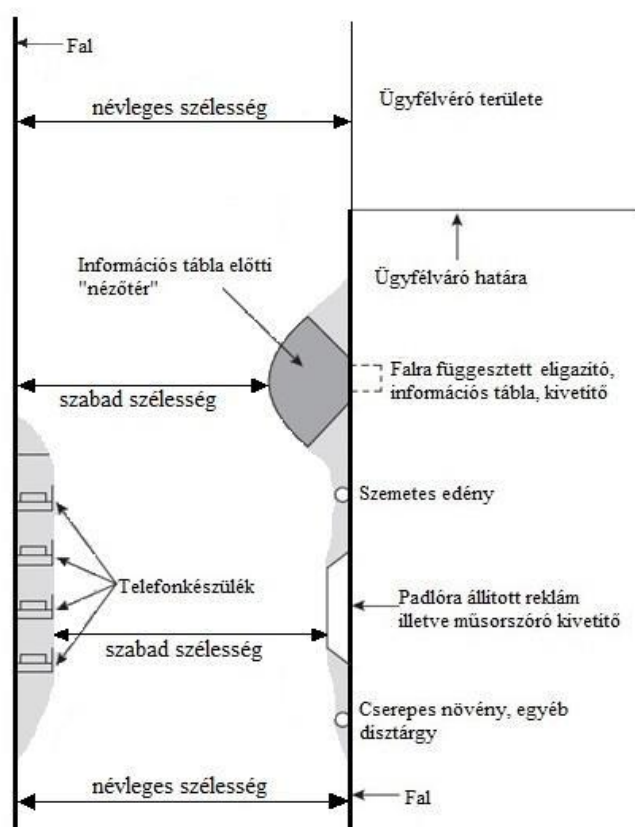 Fal
névleges szélesség
Ügyfélvéró területe
Információs tábla előtti
"nézőtér"
Ügyfélváró határa
Falra függesztett eligazító,
információs tábla, kivetítő
szabad szélesség
Szemetes edény
Telefonkészülék
Padlóra állított reklám
illetve műsorszóró kivetítő
szabad szélesség
Cserepes növény, egyéb
dísztárgy
névleges szélesség
Fal